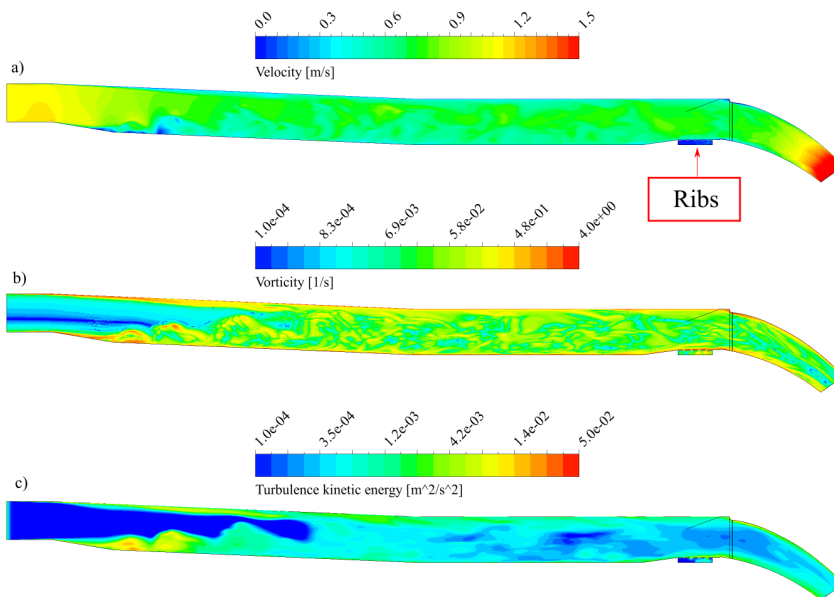 0.0 0.3 0.6 0.9 1.2 1.5
Velocity [m/s]
a)
Ribs
1.0e-04 8.3e-04 6.9e-03 5.8e-02 4.8e-01 4.0e+00
Vorticity [1/s]
b)
1.0e-04 3.5e-04 1.2e-03 4.2e-03 1.4e-02 5.0e-02
Turbulence kinetic energy [m^2/s^2]
c)